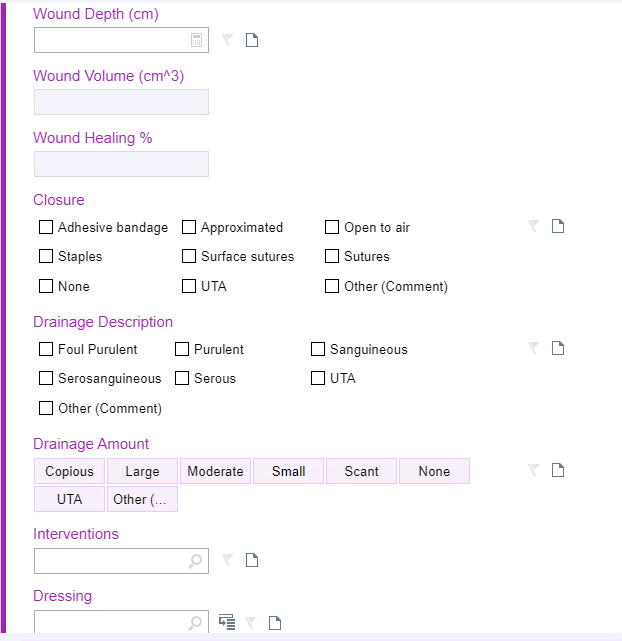 Wound Depth (cm)
Wound Volume (cm^3)
Wound Healing %
Closure
Adhesive bandage Approximated Open to air
Staples Surface sutures Sutures
None UTA Other (Comment)
Drainage Description
Foul Purulent Purulent Sanguineous
Serosanguineous Serous UTA
Other (Comment)
Drainage Amount
Copious Large Moderate Small Scant None
UTA Other (...
Interventions
Dressing